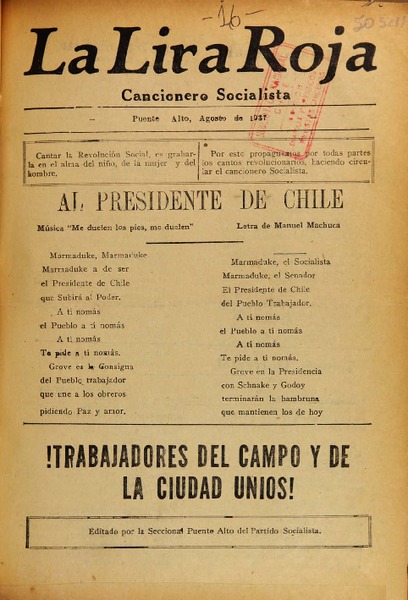 -16-
La Lira Roja
Cancionero Socialista
Puente Alto, Agosto de 1937
Cantar la Revolución Social, es grabar-
la en el alma del niño, de la mujer y del
hombre.
Por esto propaguemos por todas partes
los cantos revolucionarios, haciendo circu-
lar el cancionero Socialista.
AL PRESIDENTE DE CHILE
Música "Me duelen los pies, me duelen"
Letra de Manuel Machuca
Marmaduke, Marmaduke
Marmaduke a de ser
el Presidente de Chile
que Subirá al Poder.
A ti nomás
el Pueblo a ti nomás
A ti nomás
Te pide a ti nomás.
Grove es la Consigna
del Pueblo trabajador
que une a los obreros
pidiendo Paz y amor.
Marmaduke, el Socialista
Marmaduke, el Senador
El Presidente de Chile
del Pueblo Trabajador.
A ti nomás
el Pueblo a ti nomás
A ti nomás
Te pide a ti nomás.
Grove en la Presidencia
con Schnake y Godoy
terminarán la hambruna
que mantienen los de hoy
!TRABAJADORES DEL CAMPO Y DE
LA CIUDAD UNIOS!
Editado por la Seccional Puente Alto del Partido Socialista.